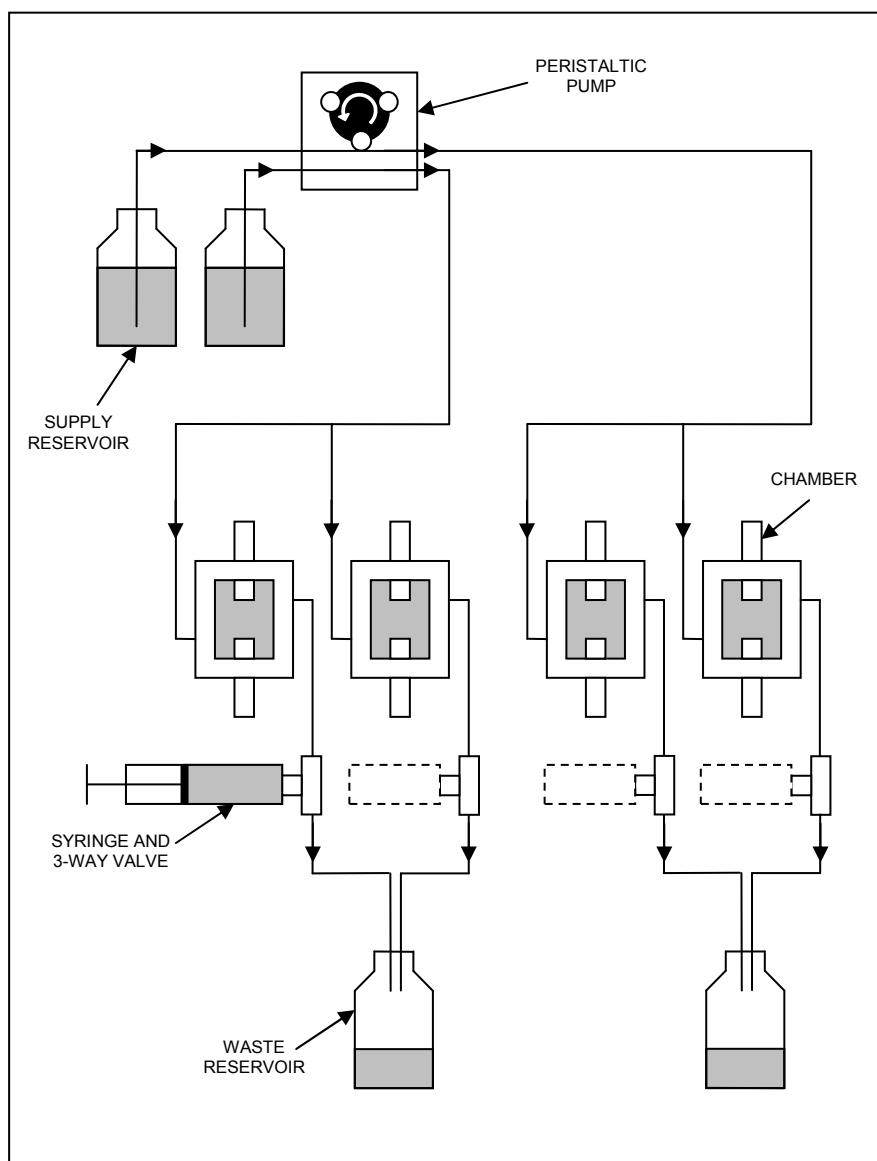 PERISTALTIC
PUMP
SUPPLY
RESERVOIR
CHAMBER
SYRINGE AND
3-WAY VALVE
WASTE
RESERVOIR